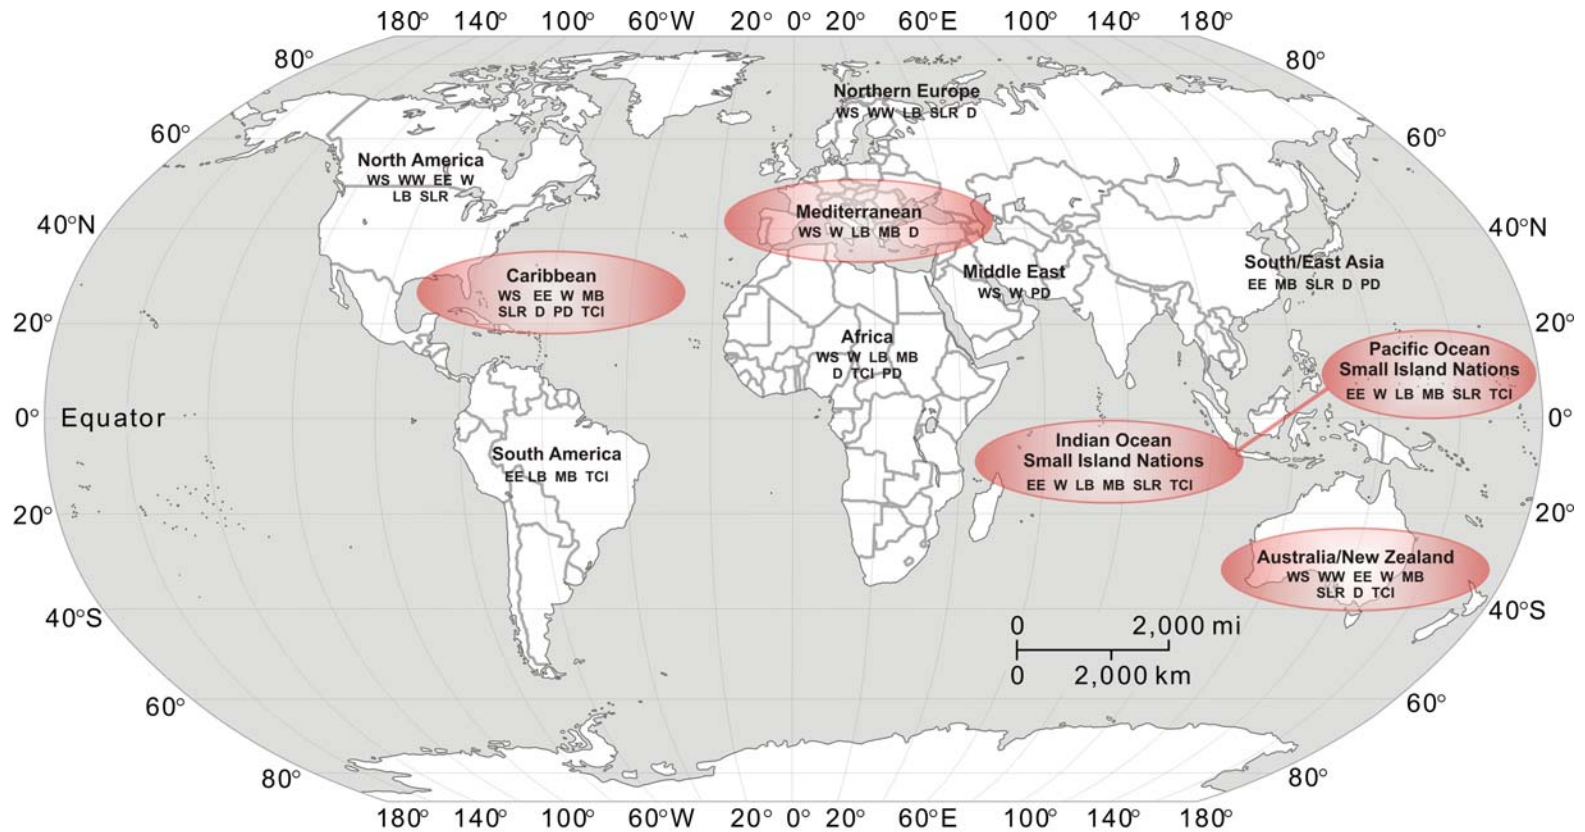 180° 140° 100° 60°W 20° 0° 20° 60°E 100° 140° 180°
80° 80°
Northern Europe
WS WW LB SLR D
60° 60°
North America
WS WW EE W
LB SLR
Mediterranean
WS W LB MB D
40°N 40°N
South/East Asia
EE MB SLR D PD
Middle East
WS W PD
Caribbean
WS EE W MB
SLR D PD TCI
20° 20°
Africa
WS W LB MB
D TCI PD
Pacific Ocean
Small Island Nations
EE W LB MB SLR TCI
0° Equator 0°
Indian Ocean
Small Island Nations
EE W LB MB SLR TCI
South America
EE LB MB TCI
20° 20°
Australia/New Zealand
WS WW EE W MB
SLR D TCI
40°S 40°S
0 2,000 mi
0 2,000 km
60° 60°
80° 80°
180° 140° 100° 60°W 20° 0° 20° 60°E 100° 140° 180°